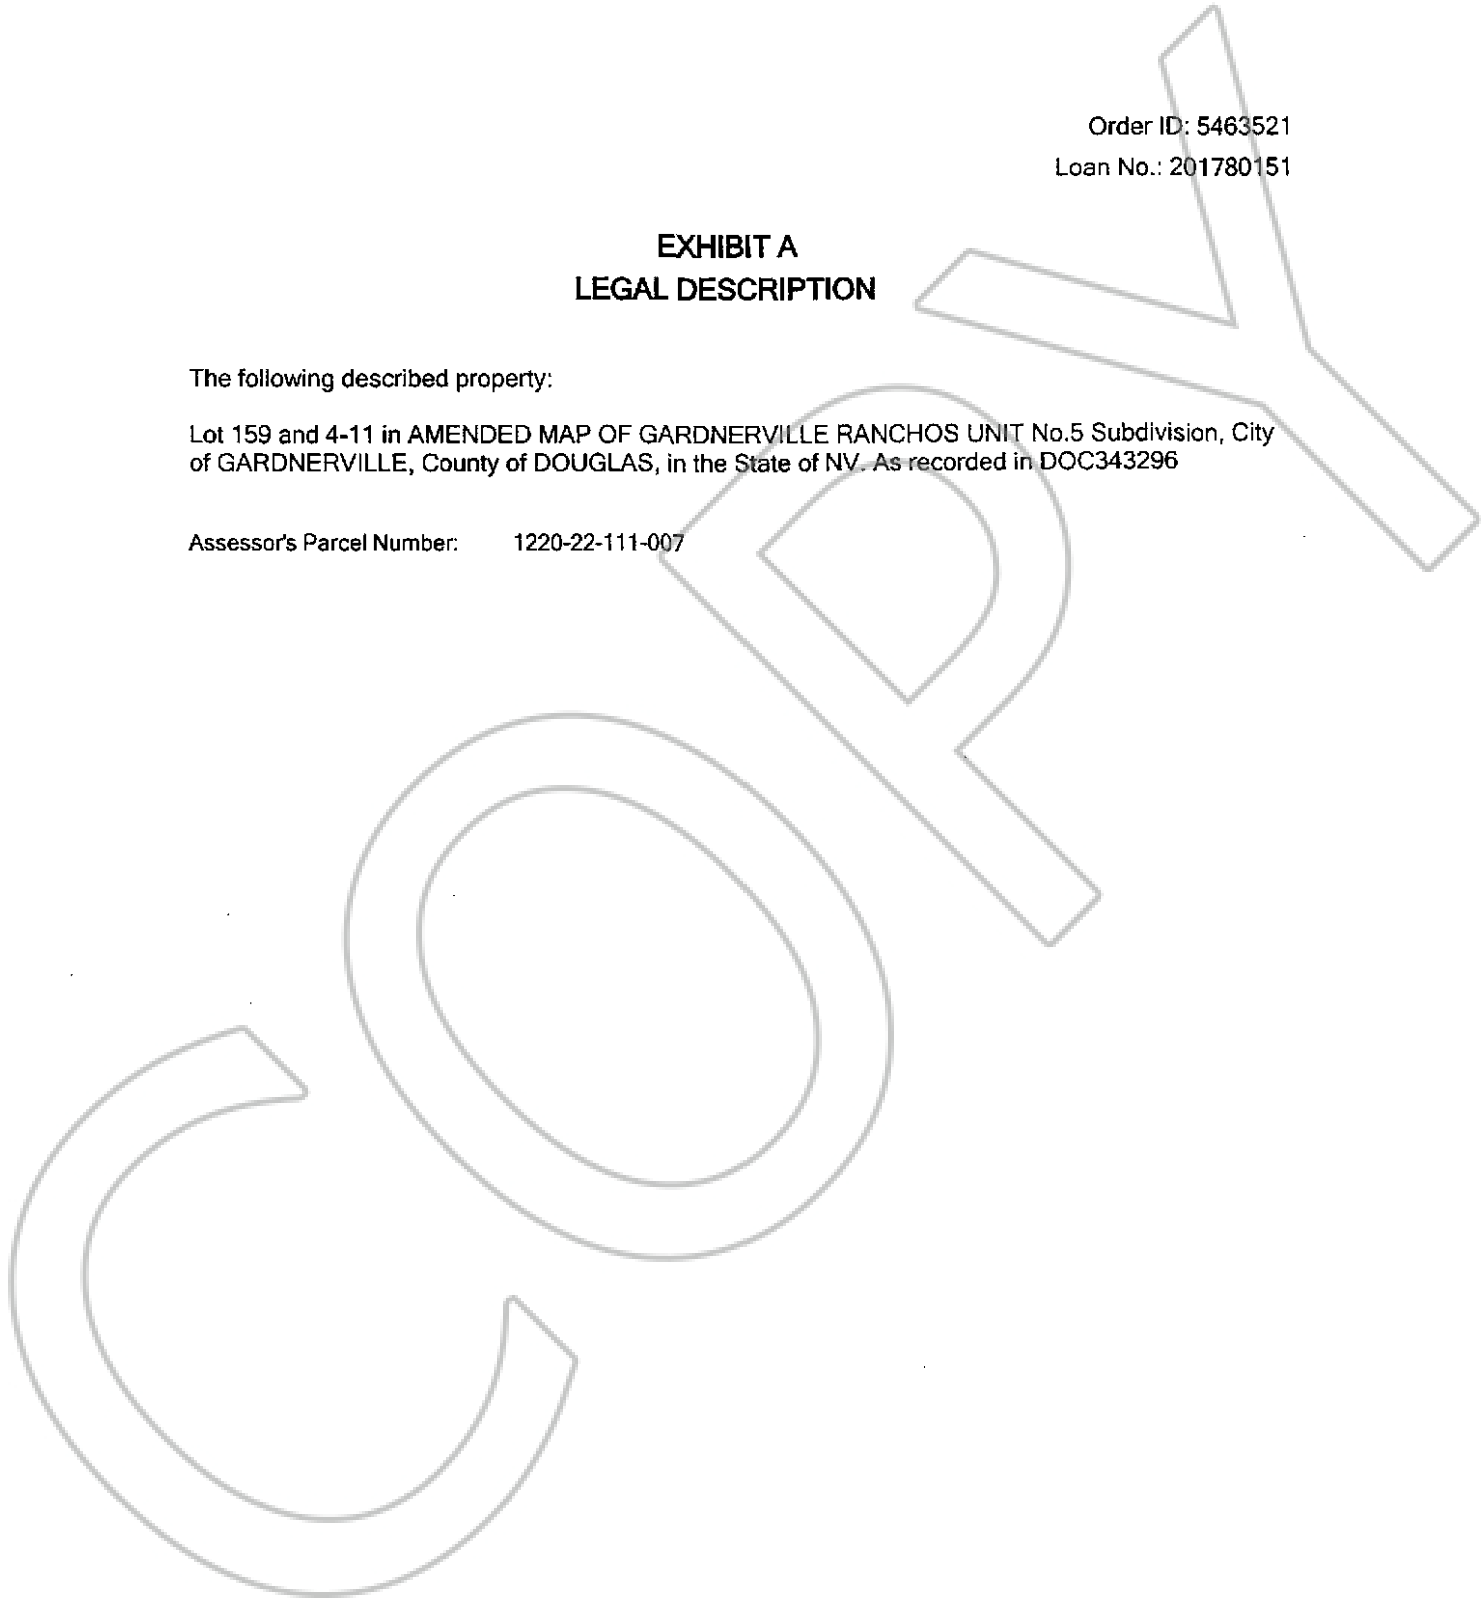 Order ID: 5463521
Loan No.: 201780151
EXHIBIT A
LEGAL DESCRIPTION
The following described property:
Lot 159 and 4-11 in AMENDED MAP OF GARDNERVILLE RANCHOS UNIT No.5 Subdivision, City
of GARDNERVILLE, County of DOUGLAS, in the State of NV. As recorded in DOC343296
Assessor's Parcel Number: 1220-22-111-007
COPY